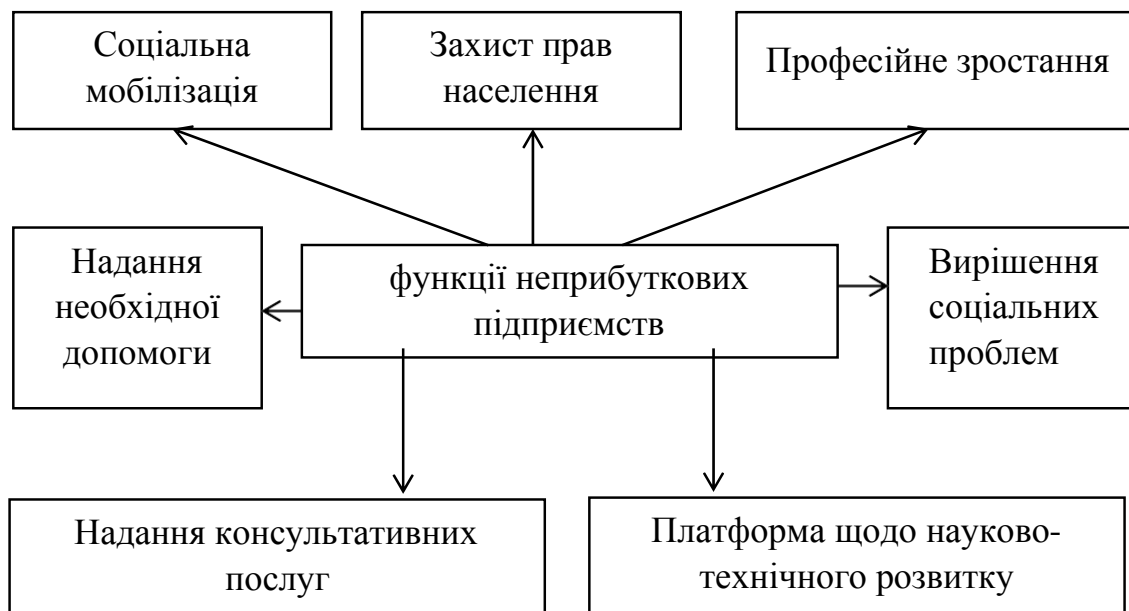 Соціальна
мобілізація
Захист прав
населення
Професійне зростання
Надання
необхідної
допомоги
функції неприбуткових
підприємств
Вирішення
соціальних
проблем
Надання консультативних
послуг
Платформа щодо науково-
технічного розвитку